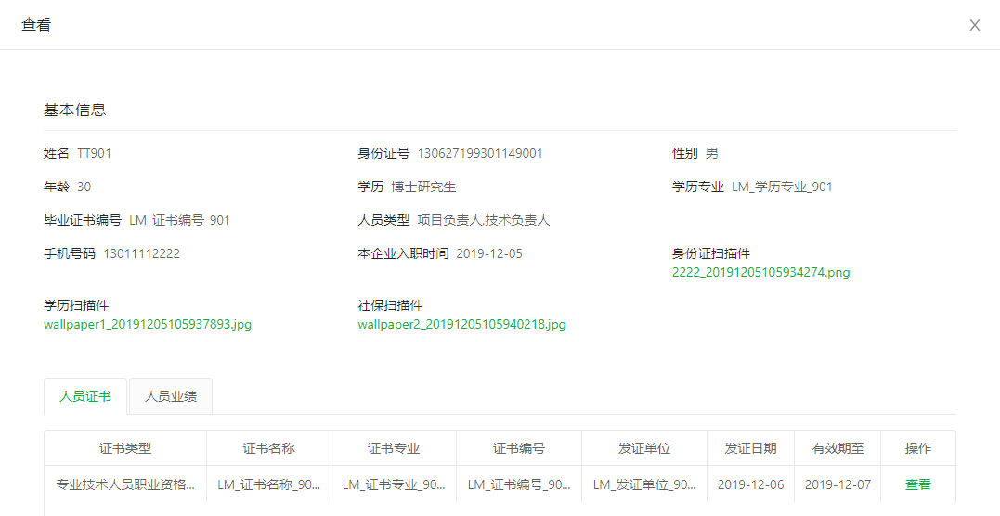 查看
基本信息
姓名 TT901 身份证号 130627199301149001 性别 男
年龄 30 学历 博士研究生 学历专业 LM_学历专业_901
毕业证书编号 LM_证书编号_901 人员类型 项目负责人,技术负责人
手机号码 13011112222 本企业入职时间 2019-12-05 身份证扫描件
2222_20191205105934274.png
学历扫描件 社保扫描件
wallpaper1_20191205105937893.jpg wallpaper2_20191205105940218.jpg
人员证书 人员业绩
证书类型 证书名称 证书专业 证书编号 发证单位 发证日期 有效期至 操作
专业技术人员职业资格... LM_证书名称_90... LM_证书专业_90... LM_证书编号_90... LM_发证单位_90... 2019-12-06 2019-12-07 查看